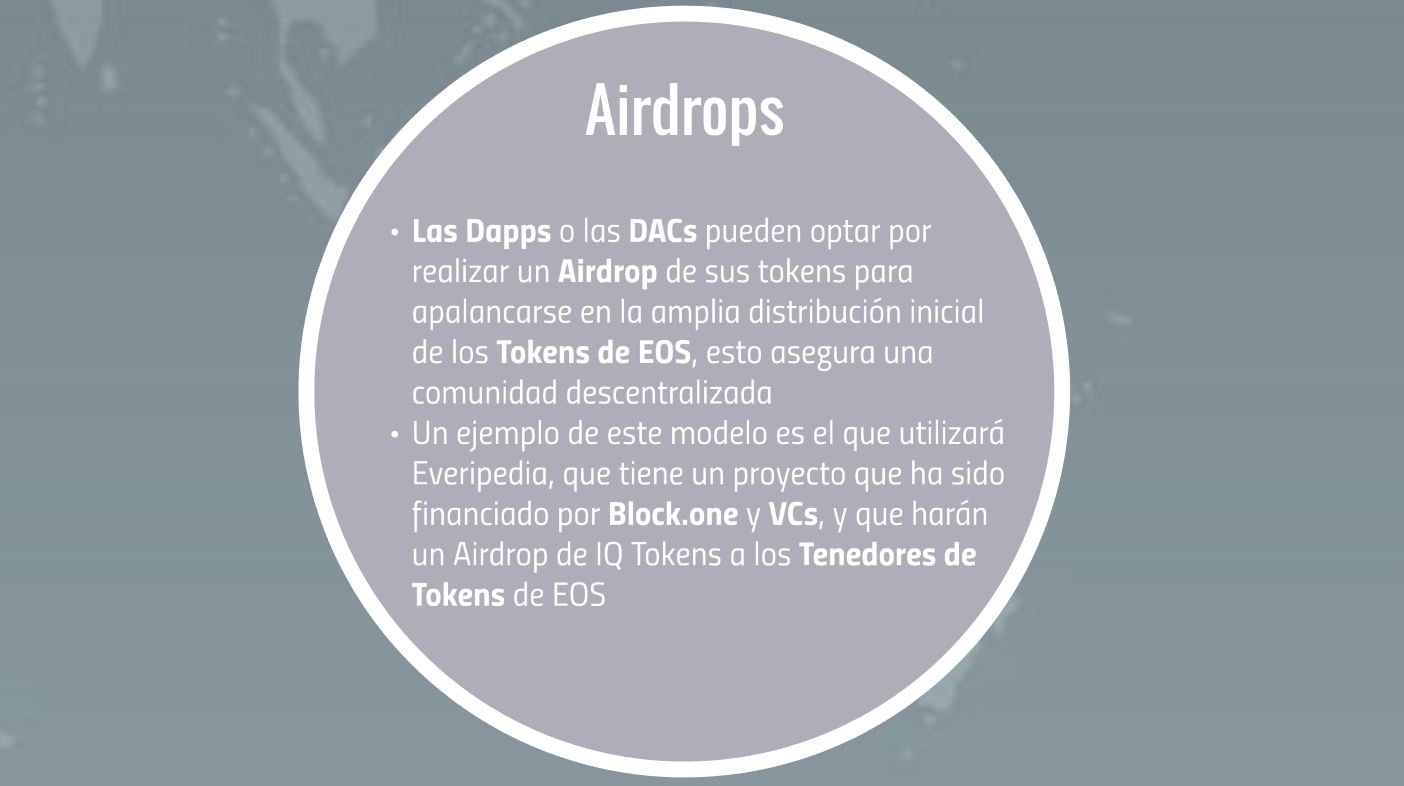 Airdrops
• Las Dapps o las DACs pueden optar por
realizar un Airdrop de sus tokens para
apalancarse en la amplia distribución inicial
de los Tokens de EOS, esto asegura una
comunidad descentralizada
• Un ejemplo de este modelo es el que utilizará
Everipedia, que tiene un proyecto que ha sido
financiado por Block.one y VCs, y que harán
un Airdrop de IQ Tokens a los Tenedores de
Tokens de EOS